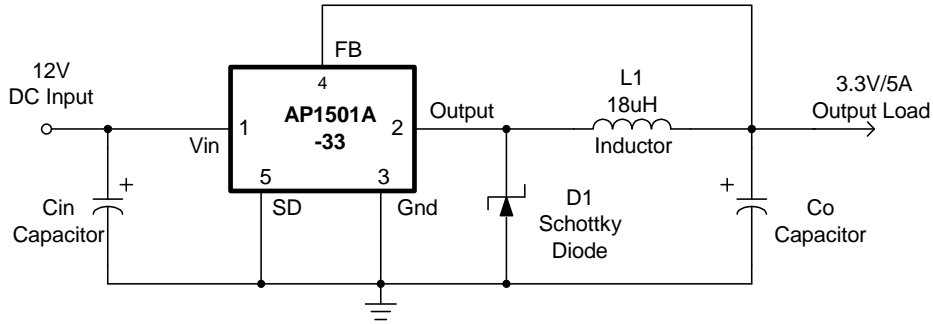 FB
4
12V
DC Input
AP1501A
-33
1
2
Vin
Output
5
3
SD
Gnd
L1
18uH
Inductor
3.3V/5A
Output Load
+
Cin
Capacitor
D1
Schottky
Diode
+
Co
Capacitor